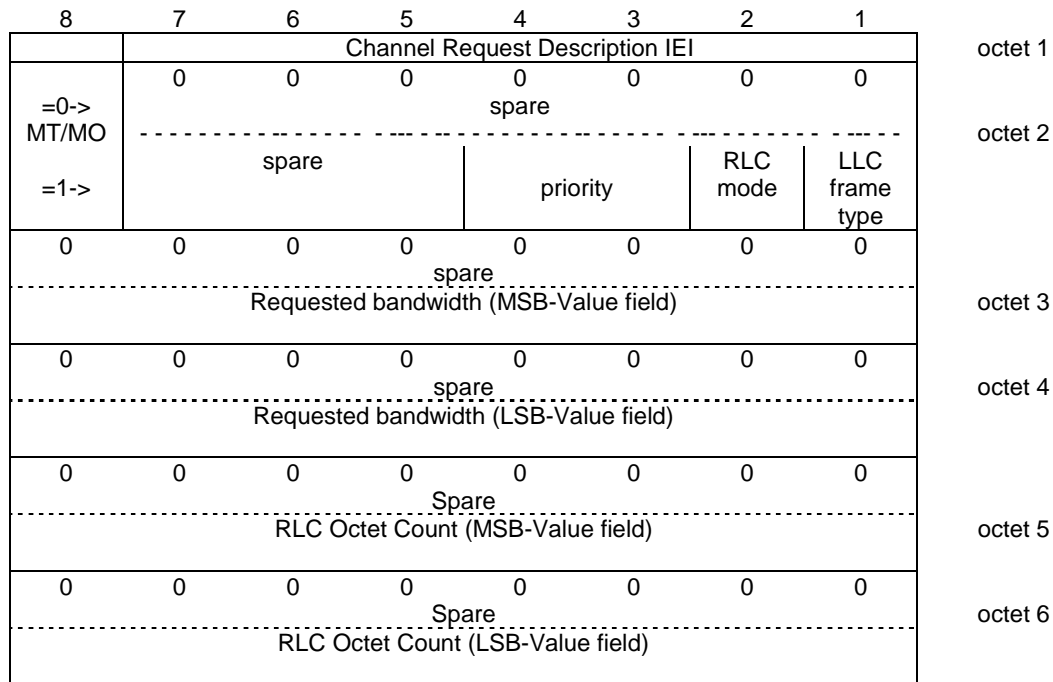 8 7 6 5 4 3 2 1
Channel Request Description IEI octet 1
0 0 0 0 0 0 0
=0-> spare
MT/MO octet 2
spare RLC LLC
=1-> priority mode frame
type
0 0 0 0 0 0 0 0
spare
Requested bandwidth (MSB-Value field) octet 3
0 0 0 0 0 0 0 0
spare octet 4
Requested bandwidth (LSB-Value field)
0 0 0 0 0 0 0 0
Spare
RLC Octet Count (MSB-Value field) octet 5
0 0 0 0 0 0 0 0
Spare octet 6
RLC Octet Count (LSB-Value field)